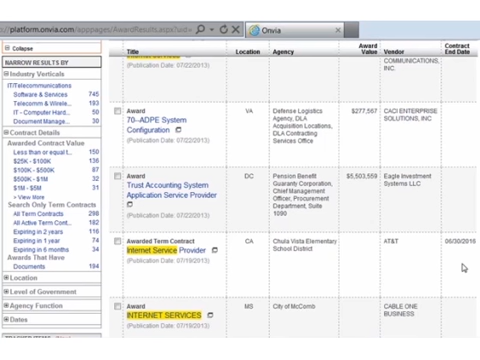 ://platform.onvia.com/apppages/AwardResults.aspx?uid=
Onvia
Collapse
NARROW RESULTS BY
Industry Verticals
IT/Telecommunications
Software & Services 745
Telecomm & Wirele... 193
IT - Computer Hard... 50
Document Manage... 30
Contract Details
Awarded Contract Value
Less than or equal t... 150
$25K - $100K 136
$100K - $500K 87
$500K - $1M 32
$1M - $5M 31
» View More
Search Only Term Contracts
All Term Contracts 298
All Active Term Cont... 182
Expiring in 2 years 116
Expiring in 1 year 74
Expiring in 6 months 34
Awards That Have
Documents 194
Location
Level of Government
Agency Function
Dates
Title Location Agency Award Value Vendor Contract End Date
(Publication Date: 07/22/2013)
COMMUNICATIONS, INC.
Award
70--ADPE System Configuration
(Publication Date: 07/22/2013)
VA
Defense Logistics Agency, DLA Acquisition Locations, DLA Contracting Services Office
$277,567
CACI ENTERPRISE SOLUTIONS, INC
Award
Trust Accounting System Application Service Provider
(Publication Date: 07/22/2013)
DC
Pension Benefit Guaranty Corporation, Chief Management Officer, Procurement Department, Suite 1090
$5,503,559
Eagle Investment Systems LLC
Awarded Term Contract
Internet Service Provider
(Publication Date: 07/19/2013)
CA
Chula Vista Elementary School District
AT&T
06/30/2016
Award
INTERNET SERVICES
(Publication Date: 07/19/2013)
MS
City of McComb
CABLE ONE BUSINESS